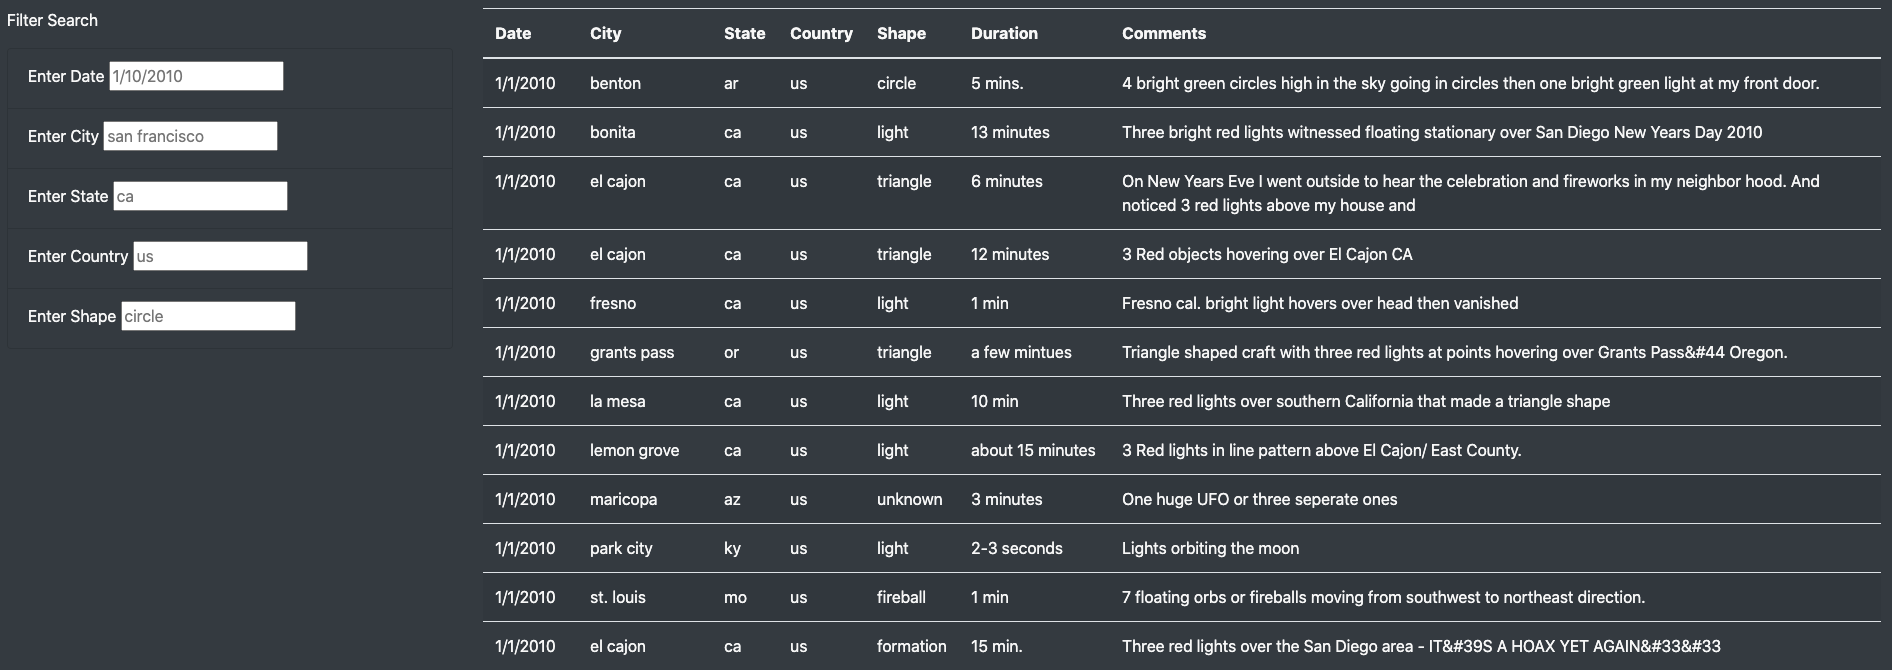 Filter Search
Enter Date 1/10/2010
Enter City san francisco
Enter State ca
Enter Country us
Enter Shape circle
Date City State Country Shape Duration Comments
1/1/2010 benton ar us circle 5 mins. 4 bright green circles high in the sky going in circles then one bright green light at my front door.
1/1/2010 bonita ca us light 13 minutes Three bright red lights witnessed floating stationary over San Diego New Years Day 2010
1/1/2010 el cajon ca us triangle 6 minutes On New Years Eve I went outside to hear the celebration and fireworks in my neighbor hood. And
noticed 3 red lights above my house and
1/1/2010 el cajon ca us triangle 12 minutes 3 Red objects hovering over El Cajon CA
1/1/2010 fresno ca us light 1 min Fresno cal. bright light hovers over head then vanished
1/1/2010 grants pass or us triangle a few mintues Triangle shaped craft with three red lights at points hovering over Grants Pass&#44 Oregon.
1/1/2010 la mesa ca us light 10 min Three red lights over southern California that made a triangle shape
1/1/2010 lemon grove ca us light about 15 minutes 3 Red lights in line pattern above El Cajon/ East County.
1/1/2010 maricopa az us unknown 3 minutes One huge UFO or three seperate ones
1/1/2010 park city ky us light 2-3 seconds Lights orbiting the moon
1/1/2010 st. louis mo us fireball 1 min 7 floating orbs or fireballs moving from southwest to northeast direction.
1/1/2010 el cajon ca us formation 15 min. Three red lights over the San Diego area - IT&#39S A HOAX YET AGAIN&#33&#33